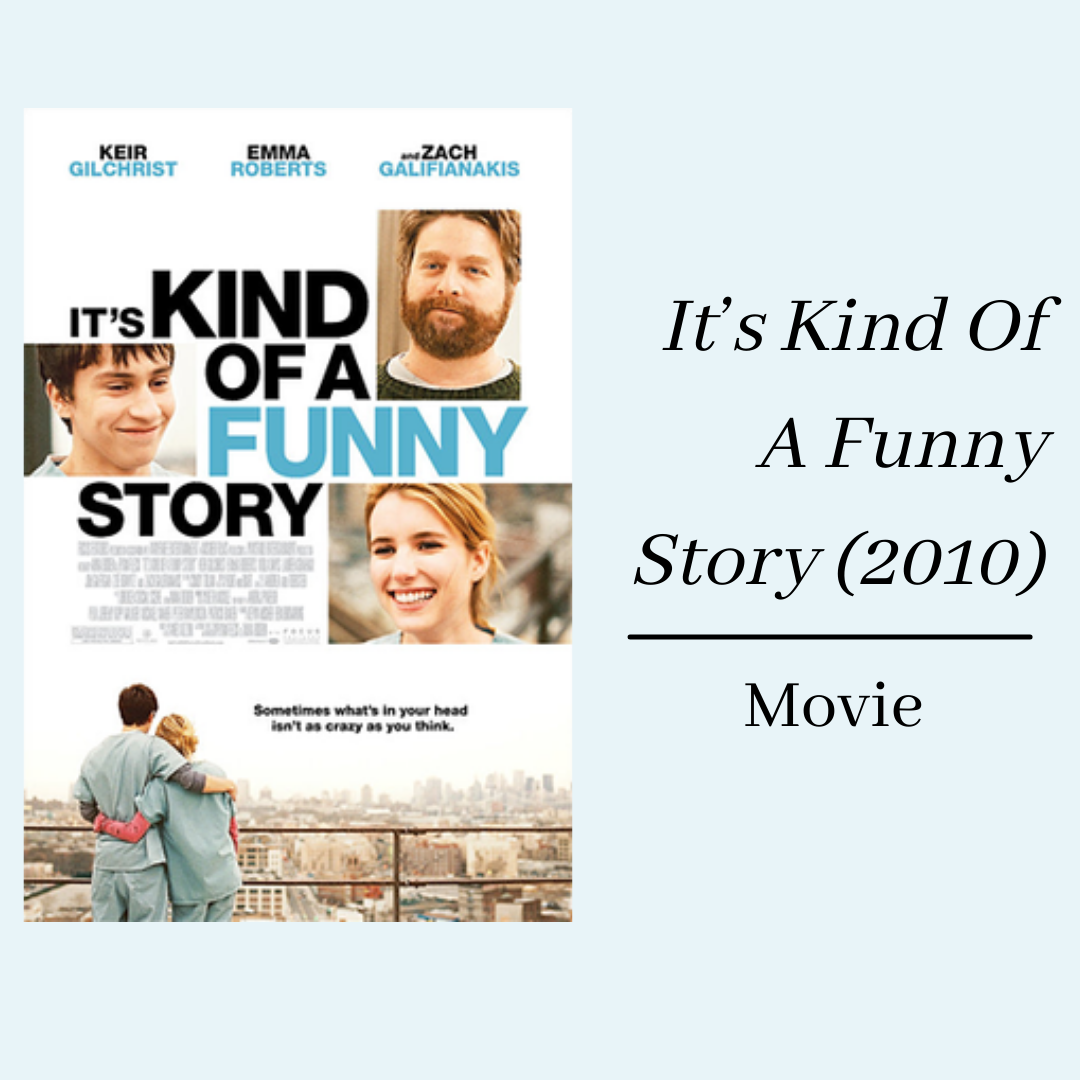 KEIR
GILCHRIST
EMMA
ROBERTS
and ZACH
GALIFIANAKIS
IT'S KIND
OF A
FUNNY
STORY
FOCUS
Sometimes what's in your head
isn't as crazy as you think.
It's Kind Of
A Funny
Story (2010)
Movie